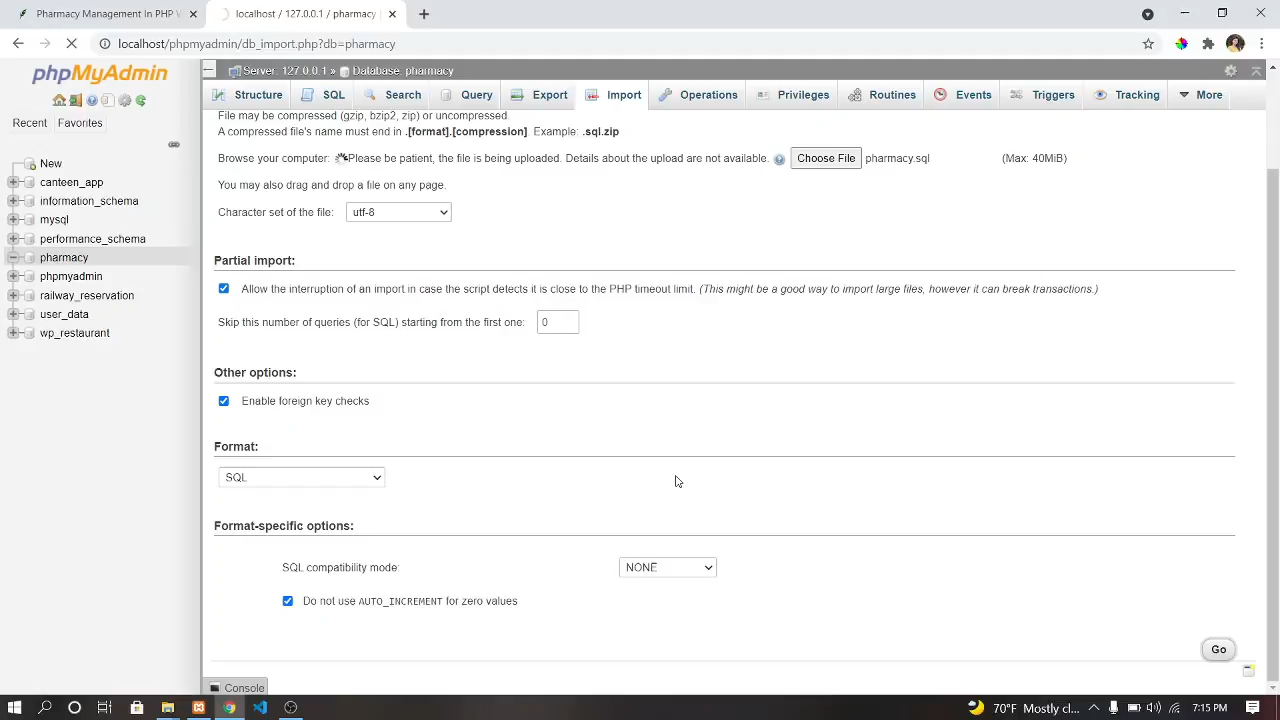 Pharmacy Management In PHP W
localhost / 127.0.0.1 / pharmacy
localhost/phpmyadmin/db_import.php?db=pharmacy
phpMyAdmin
Recent
Favorites
New
canteen_app
information_schema
mysql
performance_schema
pharmacy
phpmyadmin
railway_reservation
user_data
wp_restaurant
Server: 127.0.0.1 » Database: pharmacy
Structure SQL Search Query Export Import Operations Privileges Routines Events Triggers Tracking More
File may be compressed (gzip, bzip2, zip) or uncompressed.
A compressed file's name must end in .[format].[compression] Example: .sql.zip
Browse your computer: Please be patient, the file is being uploaded. Details about the upload are not available. Choose File pharmacy.sql (Max: 40MiB)
You may also drag and drop a file on any page.
Character set of the file: utf-8
Partial import:
Allow the interruption of an import in case the script detects it is close to the PHP timeout limit. (This might be a good way to import large files, however it can break transactions.)
Skip this number of queries (for SQL) starting from the first one: 0
Other options:
Enable foreign key checks
Format:
SQL
Format-specific options:
SQL compatibility mode: NONE
Do not use AUTO_INCREMENT for zero values
Go
Console
70°F Mostly cl... 7:15 PM